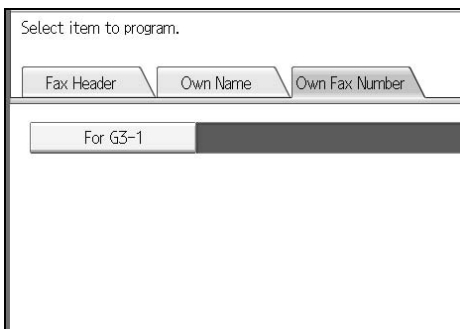 Select item to program.
Fax Header Own Name Own Fax Number
For G3-1